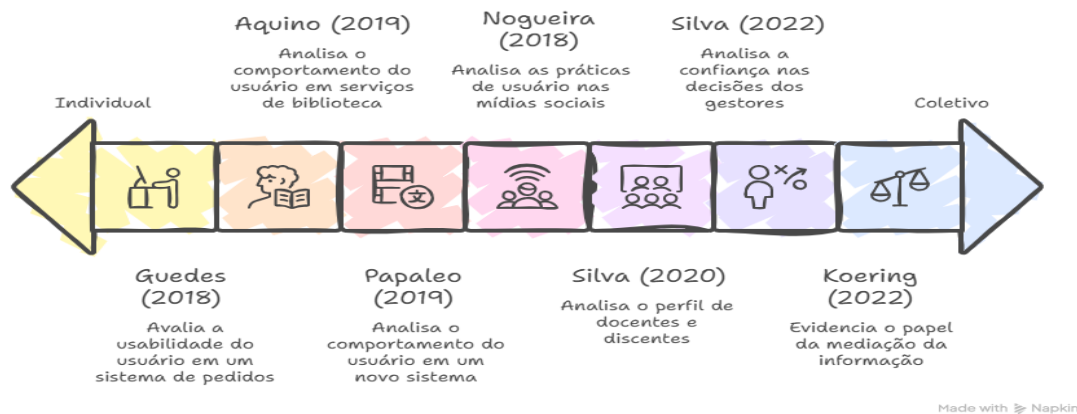 Aquino (2019)
Analisa o
comportamento do
usuário em serviços
de biblioteca
Nogueira
(2018)
Analisa as práticas
de usuário nas
mídias sociais
Silva (2022)
Analisa a
confiança nas
decisões dos
gestores
Individual
Coletivo
Guedes
(2018)
Avalia a
usabilidade do
usuário em um
sistema de pedidos
Papaleo
(2019)
Analisa o
comportamento do
usuário em um
novo sistema
Silva (2020)
Analisa o perfil de
docentes e
discentes
Koering
(2022)
Evidencia o papel
da mediação da
informação
Made with Napkin